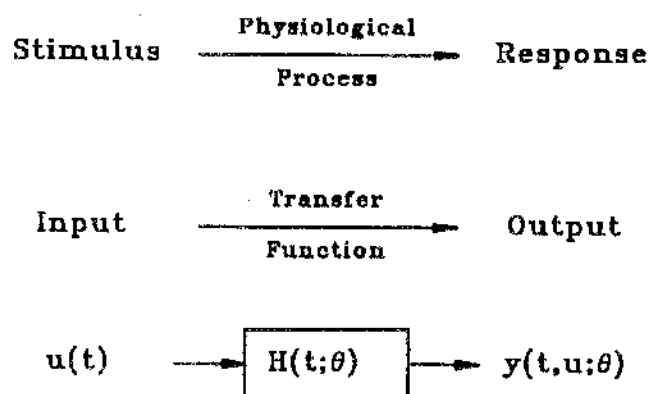 Stimulus Physiological Process Response
Input Transfer Function Output
u(t) H(t;θ) y(t,u;θ)